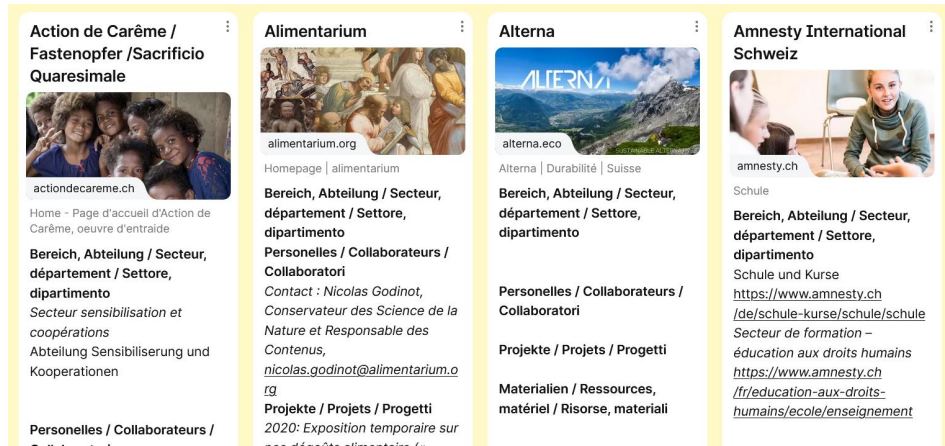 Action de Carême /
Fastenopfer /Sacrificio
Quaresimale
actiondecareme.ch
Home - Page d'accueil d'Action de
Carême, oeuvre d'entraide
Bereich, Abteilung / Secteur,
département / Settore,
dipartimento
Secteur sensibilisation et
coopérations
Abteilung Sensibiliserung und
Kooperationen
Personelles / Collaborateurs /
Alimentarium
alimentarium.org
Homepage | alimentarium
Bereich, Abteilung / Secteur,
département / Settore,
dipartimento
Personelles / Collaborateurs /
Collaboratori
Contact : Nicolas Godinot,
Conservateur des Science de la
Nature et Responsable des
Contenus,
nicolas.godinot@alimentarium.o
rg
Projekte / Projets / Progetti
2020: Exposition temporaire sur
Alterna
ALTERNA
SUSTAINABLE
alterna.eco
Alterna | Durabilité | Suisse
Bereich, Abteilung / Secteur,
département / Settore,
dipartimento
Personelles / Collaborateurs /
Collaboratori
Projekte / Projets / Progetti
Materialien / Ressources,
matériel / Risorse, materiali
Amnesty International
Schweiz
amnesty.ch
Schule
Bereich, Abteilung / Secteur,
département / Settore,
dipartimento
Schule und Kurse
https://www.amnesty.ch
/de/schule-kurse/schule/schule
Secteur de formation –
éducation aux droits humains
https://www.amnesty.ch
/fr/education-aux-droits-
humains/ecole/enseignement